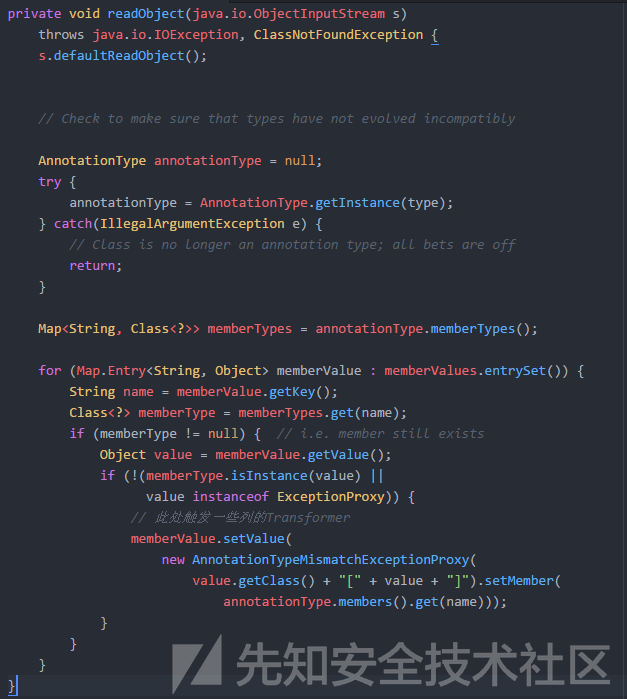 private void readObject(java.io.ObjectInputStream s)
    throws java.io.IOException, ClassNotFoundException {
    s.defaultReadObject();
    // Check to make sure that types have not evolved incompatibly
    AnnotationType annotationType = null;
    try {
        annotationType = AnnotationType.getInstance(type);
    } catch(IllegalArgumentException e) {
        // Class is no longer an annotation type; all bets are off
        return;
    }
    Map<String, Class<?>> memberTypes = annotationType.memberTypes();
    for (Map.Entry<String, Object> memberValue : memberValues.entrySet()) {
        String name = memberValue.getKey();
        Class<?> memberType = memberTypes.get(name);
        if (memberType != null) {  // i.e. member still exists
            Object value = memberValue.getValue();
            if (!(memberType.isInstance(value) ||
                  value instanceof ExceptionProxy)) {
                // 此处触发一些列的Transformer
                memberValue.setValue(
                    new AnnotationTypeMismatchExceptionProxy(
                        value.getClass() + "[" + value + "]").setMember(
                            annotationType.members().get(name)));
            }
        }
    }
}
先知安全技术社区